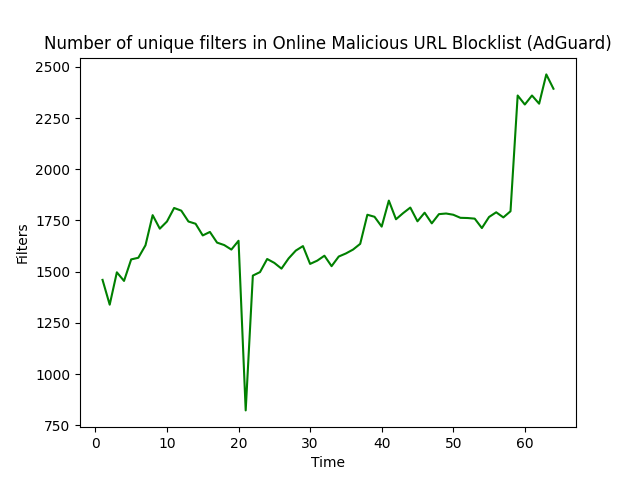 Number of unique filters in Online Malicious URL Blocklist (AdGuard)
2500
2250
2000
1750
1500
1250
1000
750
Filters
0 10 20 30 40 50 60
Time